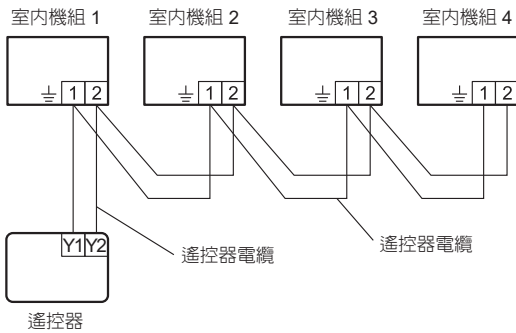 室內機組 1 室內機組 2 室內機組 3 室內機組 4
1 2 1 2 1 2 1 2
Y1 Y2
遙控器電纜 遙控器電纜
遙控器